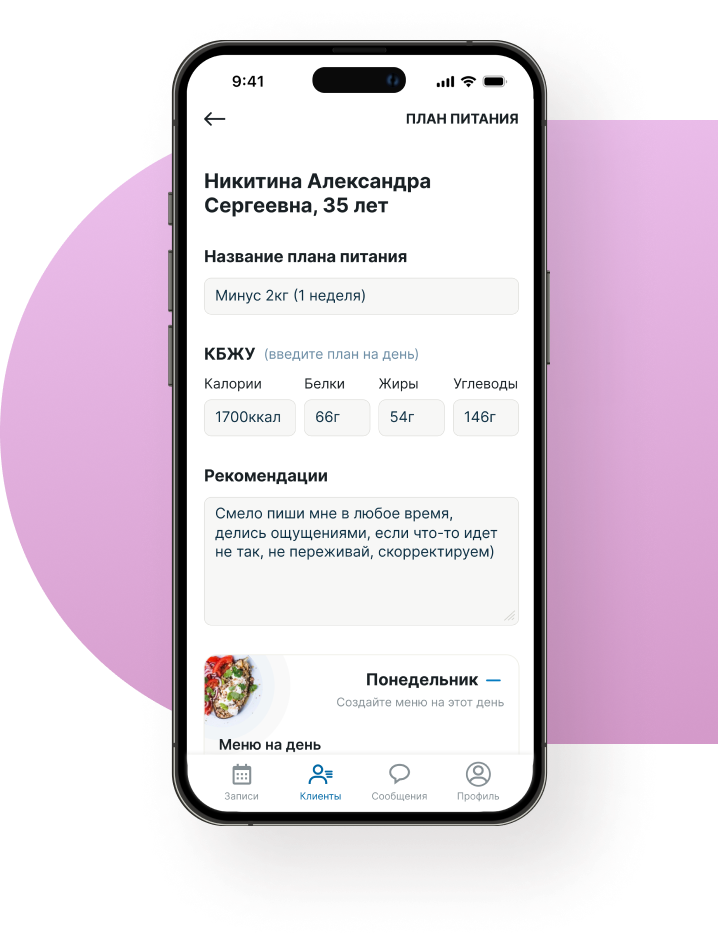 9:41
ПЛАН ПИТАНИЯ
Никитина Александра
Сергеевна, 35 лет
Название плана питания
Минус 2кг (1 неделя)
КБЖУ (введите план на день)
Калории Белки Жиры Углеводы
1700ккал 66г 54г 146г
Рекомендации
Смело пиши мне в любое время,
делись ощущениями, если что-то идет
не так, не переживай, скорректируем)
Понедельник
Создайте меню на этот день
Меню на день
Записи Клиенты Сообщения Профиль